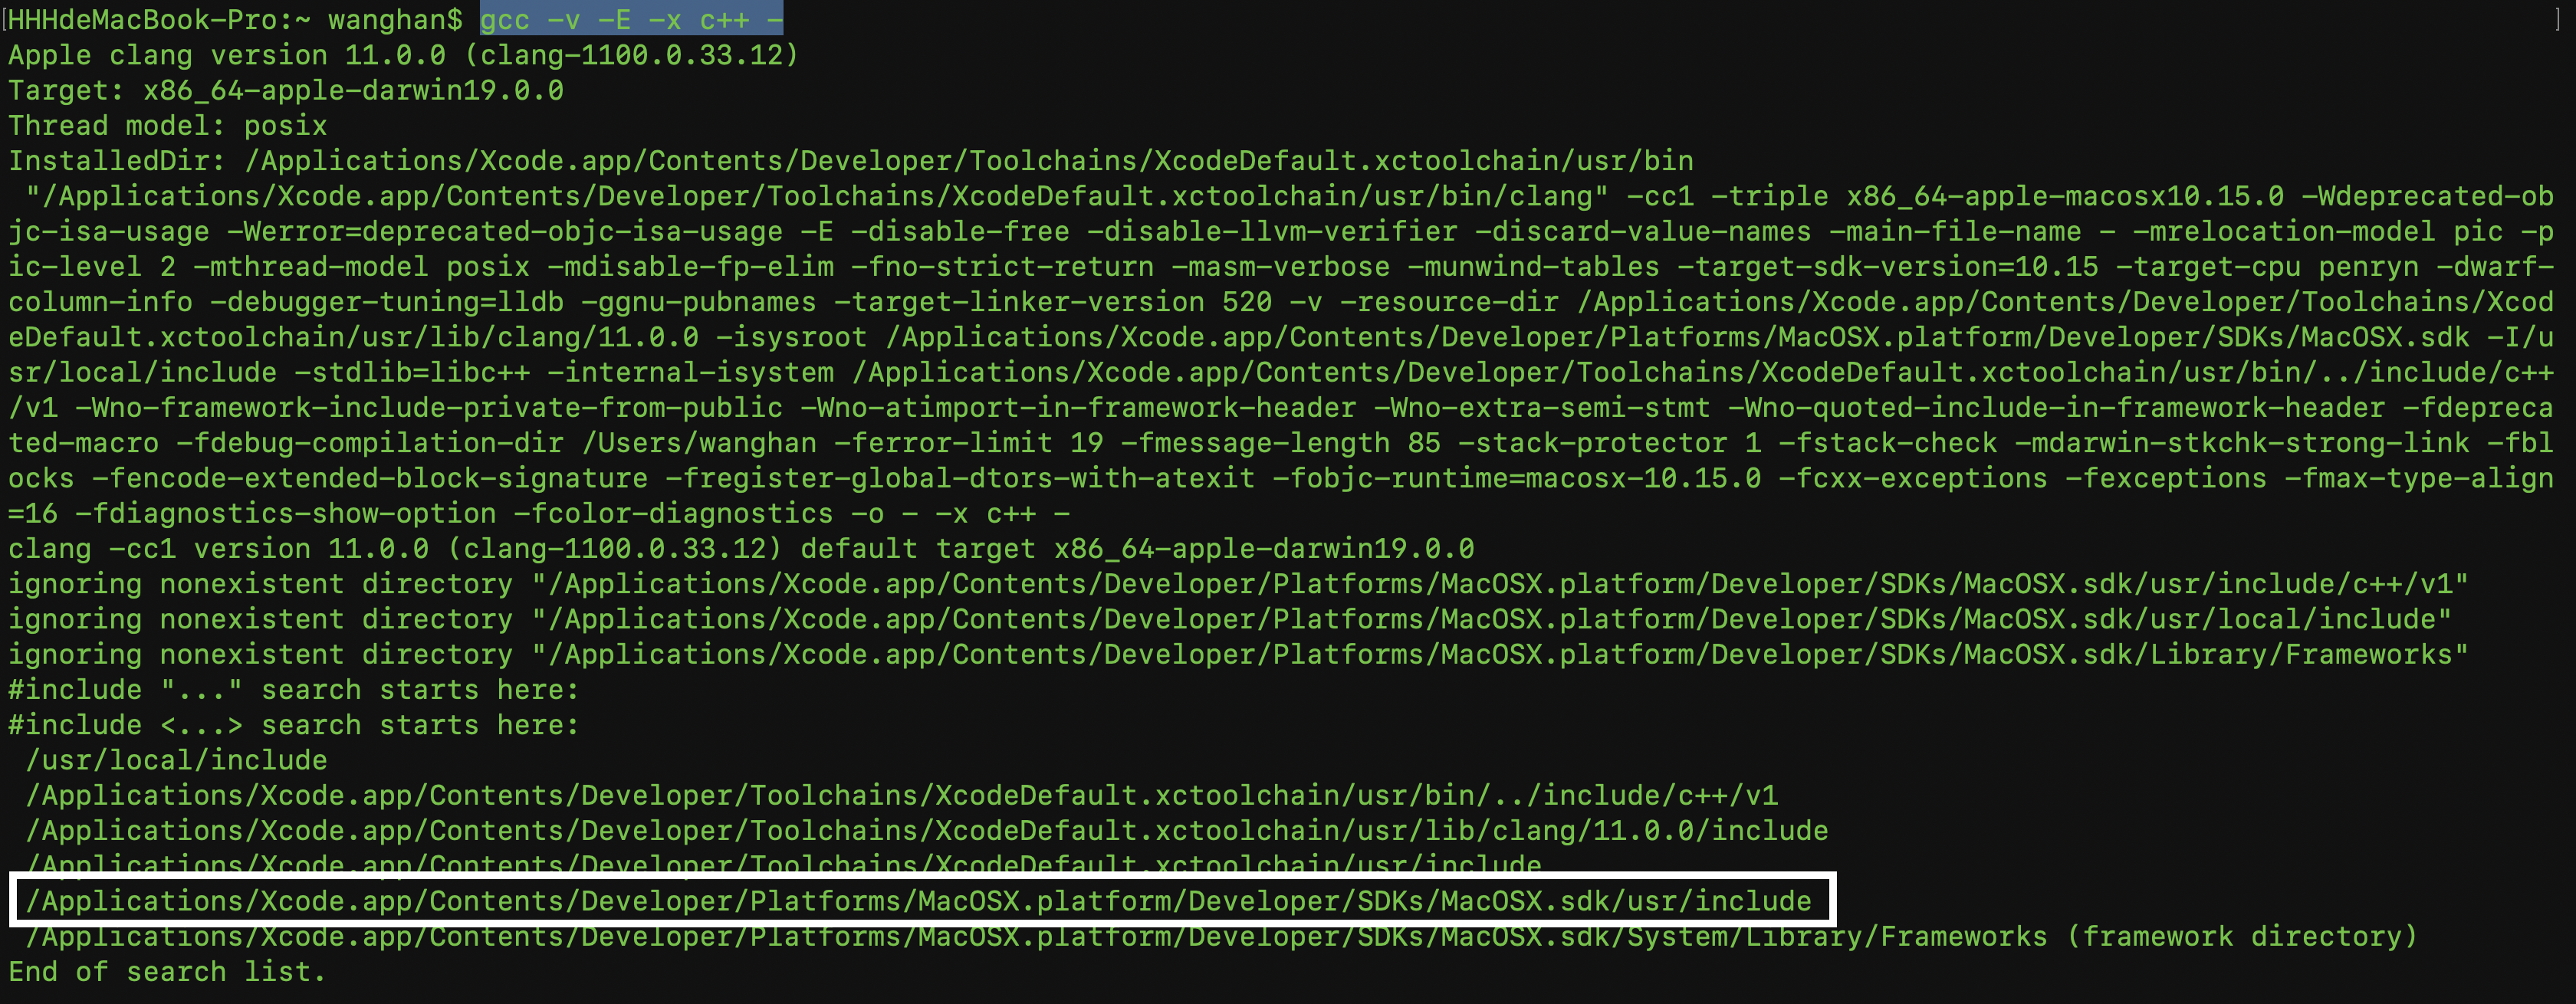 [HHHdeMacBook-Pro:~ wanghan$ gcc -v -E -x c++ - ]
Apple clang version 11.0.0 (clang-1100.0.33.12)
Target: x86_64-apple-darwin19.0.0
Thread model: posix
InstalledDir: /Applications/Xcode.app/Contents/Developer/Toolchains/XcodeDefault.xctoolchain/usr/bin
 "/Applications/Xcode.app/Contents/Developer/Toolchains/XcodeDefault.xctoolchain/usr/bin/clang" -cc1 -triple x86_64-apple-macosx10.15.0 -Wdeprecated-ob
jc-isa-usage -Werror=deprecated-objc-isa-usage -E -disable-free -disable-llvm-verifier -discard-value-names -main-file-name - -mrelocation-model pic -p
ic-level 2 -mthread-model posix -mdisable-fp-elim -fno-strict-return -masm-verbose -munwind-tables -target-sdk-version=10.15 -target-cpu penryn -dwarf-
column-info -debugger-tuning=lldb -ggnu-pubnames -target-linker-version 520 -v -resource-dir /Applications/Xcode.app/Contents/Developer/Toolchains/Xcod
eDefault.xctoolchain/usr/lib/clang/11.0.0 -isysroot /Applications/Xcode.app/Contents/Developer/Platforms/MacOSX.platform/Developer/SDKs/MacOSX.sdk -I/u
sr/local/include -stdlib=libc++ -internal-isystem /Applications/Xcode.app/Contents/Developer/Toolchains/XcodeDefault.xctoolchain/usr/bin/../include/c++
/v1 -Wno-framework-include-private-from-public -Wno-atimport-in-framework-header -Wno-extra-semi-stmt -Wno-quoted-include-in-framework-header -fdepreca
ted-macro -fdebug-compilation-dir /Users/wanghan -ferror-limit 19 -fmessage-length 85 -stack-protector 1 -fstack-check -mdarwin-stkchk-strong-link -fbl
ocks -fencode-extended-block-signature -fregister-global-dtors-with-atexit -fobjc-runtime=macosx-10.15.0 -fcxx-exceptions -fexceptions -fmax-type-align
=16 -fdiagnostics-show-option -fcolor-diagnostics -o - -x c++ -
clang -cc1 version 11.0.0 (clang-1100.0.33.12) default target x86_64-apple-darwin19.0.0
ignoring nonexistent directory "/Applications/Xcode.app/Contents/Developer/Platforms/MacOSX.platform/Developer/SDKs/MacOSX.sdk/usr/include/c++/v1"
ignoring nonexistent directory "/Applications/Xcode.app/Contents/Developer/Platforms/MacOSX.platform/Developer/SDKs/MacOSX.sdk/usr/local/include"
ignoring nonexistent directory "/Applications/Xcode.app/Contents/Developer/Platforms/MacOSX.platform/Developer/SDKs/MacOSX.sdk/Library/Frameworks"
#include "..." search starts here:
#include <...> search starts here:
 /usr/local/include
 /Applications/Xcode.app/Contents/Developer/Toolchains/XcodeDefault.xctoolchain/usr/bin/../include/c++/v1
 /Applications/Xcode.app/Contents/Developer/Toolchains/XcodeDefault.xctoolchain/usr/lib/clang/11.0.0/include
 /Applications/Xcode.app/Contents/Developer/Toolchains/XcodeDefault.xctoolchain/usr/include
 /Applications/Xcode.app/Contents/Developer/Platforms/MacOSX.platform/Developer/SDKs/MacOSX.sdk/usr/include
 /Applications/Xcode.app/Contents/Developer/Platforms/MacOSX.platform/Developer/SDKs/MacOSX.sdk/System/Library/Frameworks (framework directory)
End of search list.